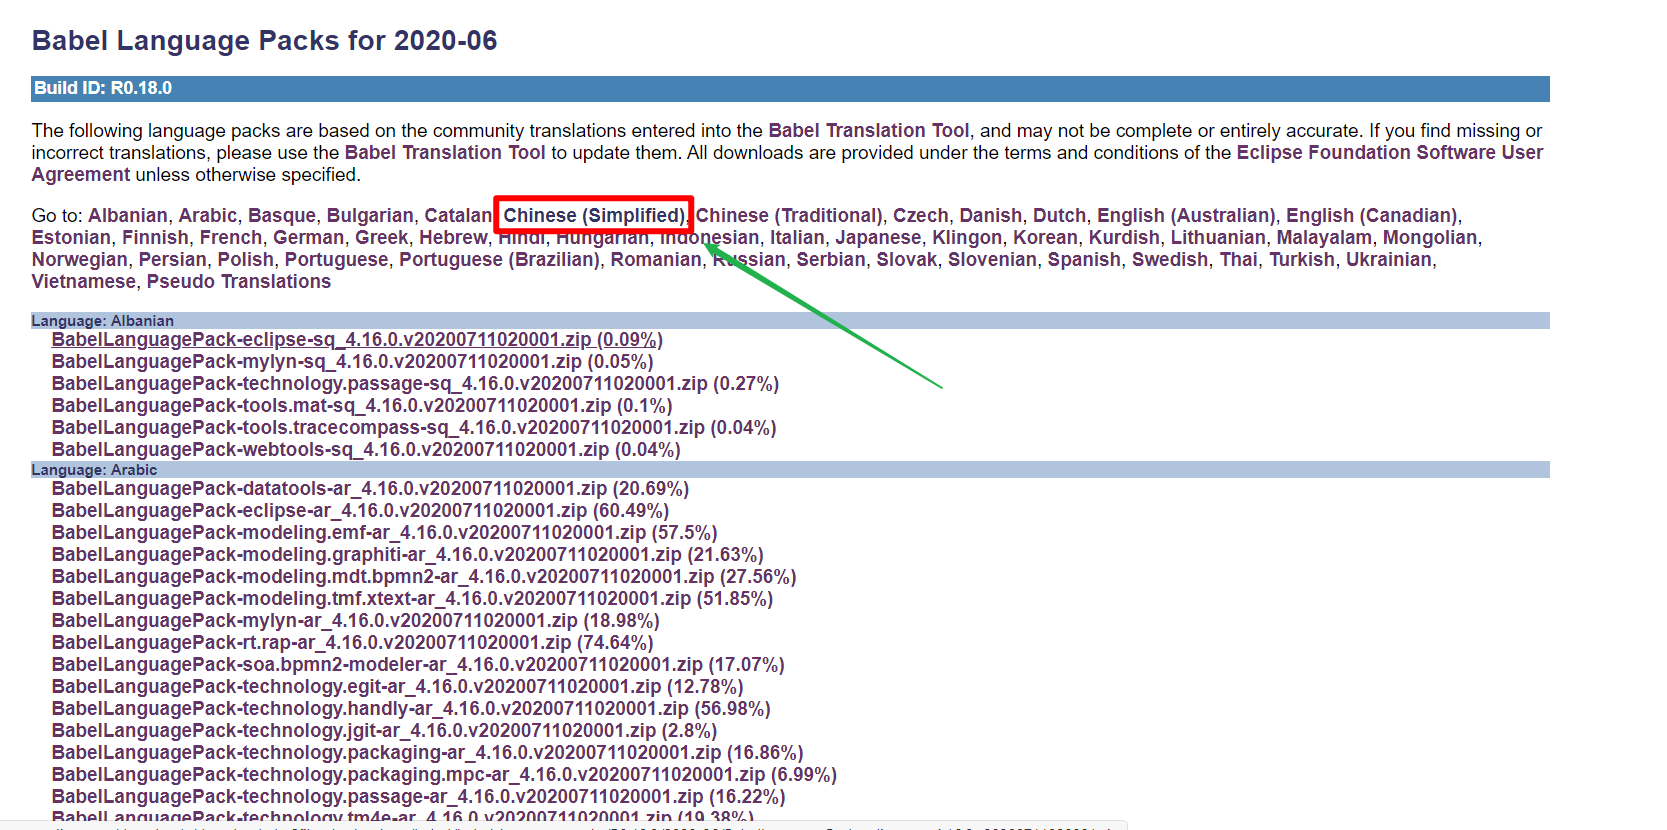 Babel Language Packs for 2020-06
Build ID: R0.18.0
The following language packs are based on the community translations entered into the Babel Translation Tool, and may not be complete or entirely accurate. If you find missing or
incorrect translations, please use the Babel Translation Tool to update them. All downloads are provided under the terms and conditions of the Eclipse Foundation Software User
Agreement unless otherwise specified.
Go to: Albanian, Arabic, Basque, Bulgarian, Catalan, Chinese (Simplified), Chinese (Traditional), Czech, Danish, Dutch, English (Australian), English (Canadian),
Estonian, Finnish, French, German, Greek, Hebrew, Hindi, Hungarian, Indonesian, Italian, Japanese, Klingon, Korean, Kurdish, Lithuanian, Malayalam, Mongolian,
Norwegian, Persian, Polish, Portuguese, Portuguese (Brazilian), Romanian, Russian, Serbian, Slovak, Slovenian, Spanish, Swedish, Thai, Turkish, Ukrainian,
Vietnamese, Pseudo Translations
Language: Albanian
BabelLanguagePack-eclipse-sq_4.16.0.v20200711020001.zip (0.09%)
BabelLanguagePack-mylyn-sq_4.16.0.v20200711020001.zip (0.05%)
BabelLanguagePack-technology.passage-sq_4.16.0.v20200711020001.zip (0.27%)
BabelLanguagePack-tools.mat-sq_4.16.0.v20200711020001.zip (0.1%)
BabelLanguagePack-tools.tracecompass-sq_4.16.0.v20200711020001.zip (0.04%)
BabelLanguagePack-webtools-sq_4.16.0.v20200711020001.zip (0.04%)
Language: Arabic
BabelLanguagePack-datatools-ar_4.16.0.v20200711020001.zip (20.69%)
BabelLanguagePack-eclipse-ar_4.16.0.v20200711020001.zip (60.49%)
BabelLanguagePack-modeling.emf-ar_4.16.0.v20200711020001.zip (57.5%)
BabelLanguagePack-modeling.graphiti-ar_4.16.0.v20200711020001.zip (21.63%)
BabelLanguagePack-modeling.mdt.bpmn2-ar_4.16.0.v20200711020001.zip (27.56%)
BabelLanguagePack-modeling.tmf.xtext-ar_4.16.0.v20200711020001.zip (51.85%)
BabelLanguagePack-mylyn-ar_4.16.0.v20200711020001.zip (18.98%)
BabelLanguagePack-rt.rap-ar_4.16.0.v20200711020001.zip (74.64%)
BabelLanguagePack-soa.bpmn2-modeler-ar_4.16.0.v20200711020001.zip (17.07%)
BabelLanguagePack-technology.egit-ar_4.16.0.v20200711020001.zip (12.78%)
BabelLanguagePack-technology.handly-ar_4.16.0.v20200711020001.zip (56.98%)
BabelLanguagePack-technology.jgit-ar_4.16.0.v20200711020001.zip (2.8%)
BabelLanguagePack-technology.packaging-ar_4.16.0.v20200711020001.zip (16.86%)
BabelLanguagePack-technology.packaging.mpc-ar_4.16.0.v20200711020001.zip (6.99%)
BabelLanguagePack-technology.passage-ar_4.16.0.v20200711020001.zip (16.22%)
BabelLanguagePack-technology.tm4e-ar_4.16.0.v20200711020001.zip (19.38%)